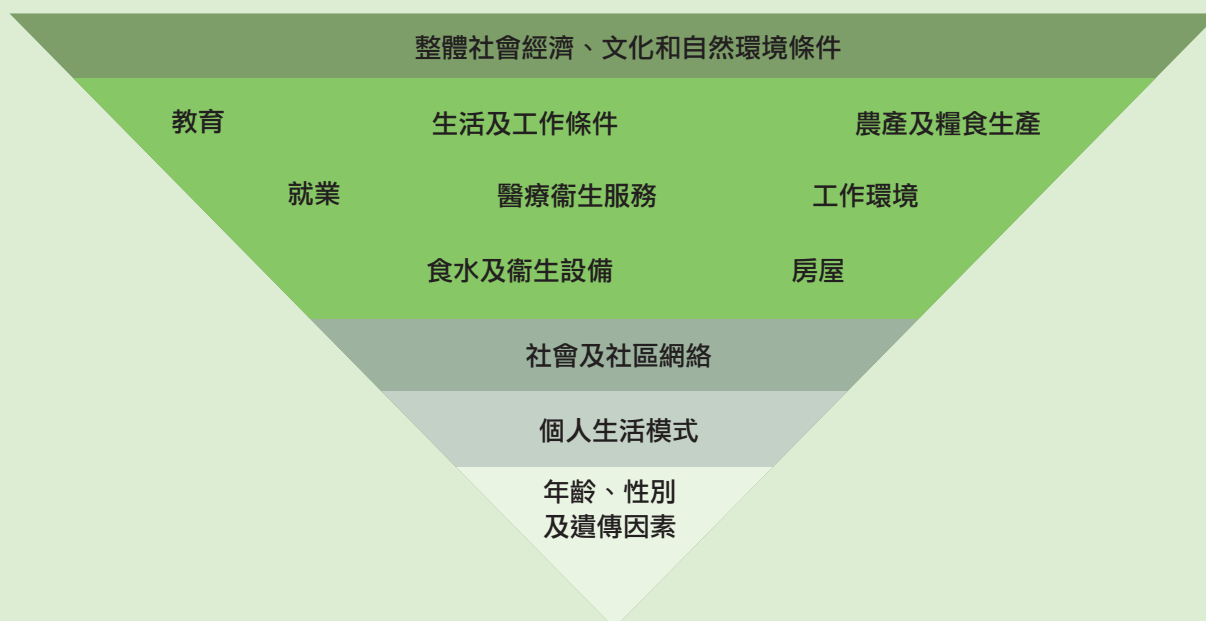 整體社會經濟、文化和自然環境條件
教育
生活及工作條件
農產及糧食生產
就業
醫療衞生服務
工作環境
食水及衞生設備
房屋
社會及社區網絡
個人生活模式
年齡、性別
及遺傳因素